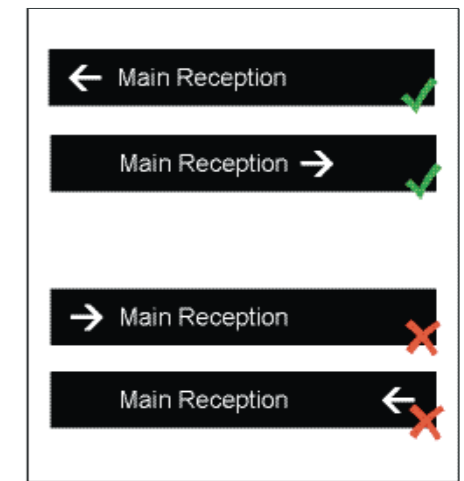 ← Main Reception
Main Reception →
→ Main Reception
Main Reception ←